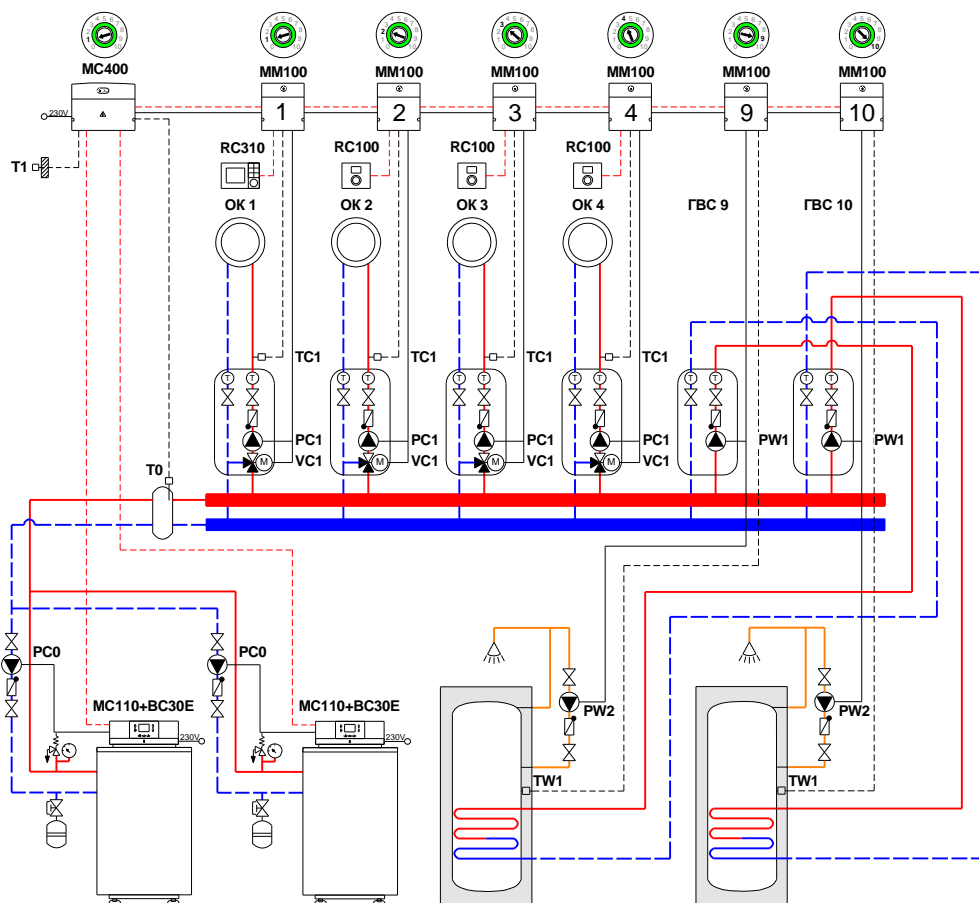 MC400 MM100 MM100 MM100 MM100 MM100 MM100
230V 1 2 3 4 9 10
T1 RC310 RC100 RC100 RC100
ОК 1 ОК 2 ОК 3 ОК 4 ГВС 9 ГВС 10
TC1 TC1 TC1 TC1
T T T T T T T T T T T T
PC1 PC1 PC1 PC1 PW1 PW1
M VC1 M VC1 M VC1 M VC1
T0
PC0 PC0
MC110+BC30E MC110+BC30E PW2 PW2
230V 230V
TW1 TW1